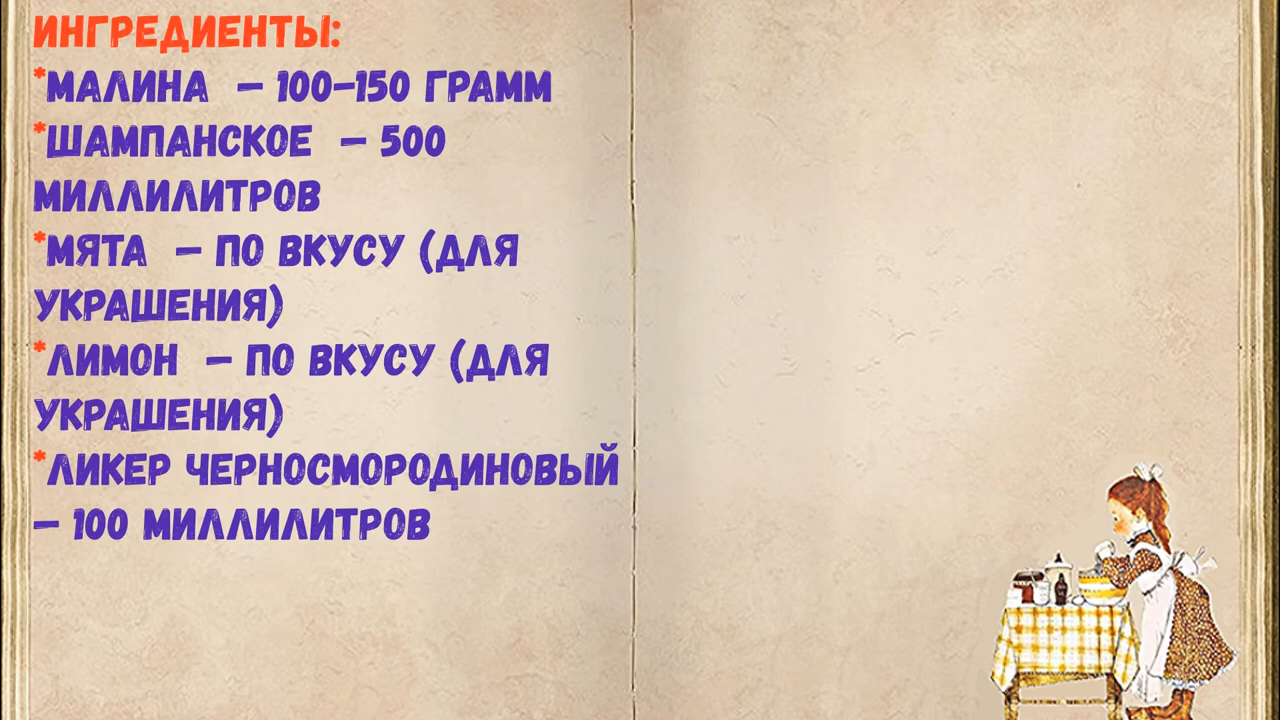 ИНГРЕДИЕНТЫ:
*МАЛИНА – 100-150 ГРАММ
*ШАМПАНСКОЕ – 500
МИЛЛИЛИТРОВ
*МЯТА – ПО ВКУСУ (ДЛЯ
УКРАШЕНИЯ)
*ЛИМОН – ПО ВКУСУ (ДЛЯ
УКРАШЕНИЯ)
*ЛИКЕР ЧЕРНОСМОРОДИНОВЫЙ
– 100 МИЛЛИЛИТРОВ